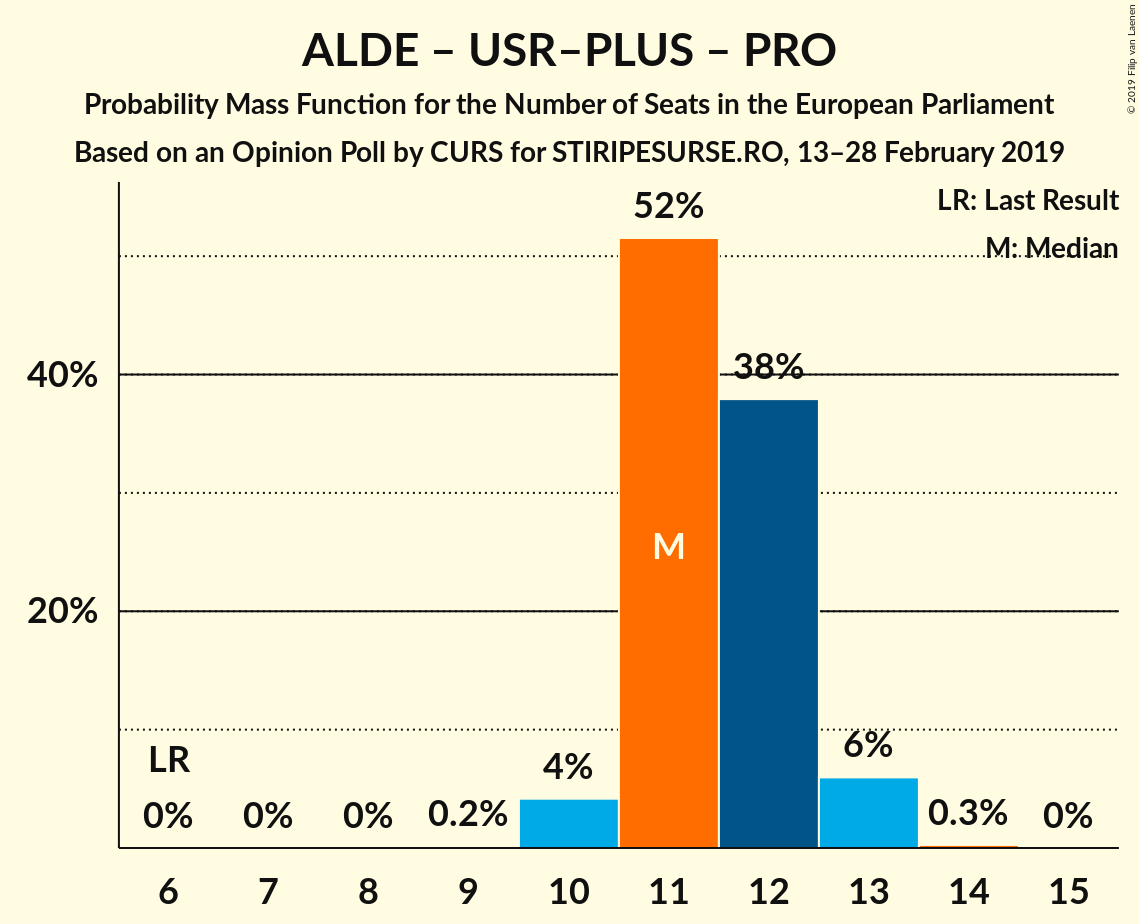 ALDE – USR–PLUS – PRO
Probability Mass Function for the Number of Seats in the European Parliament
Based on an Opinion Poll by CURS for STIRIPESURSE.RO, 13–28 February 2019
© 2019 Filip van Laenen
LR: Last Result
M: Median
52%
40%
38%
M
20%
LR
0%
0%
0%
0.2%
4%
6%
0.3%
0%
6
7
8
9
10
11
12
13
14
15